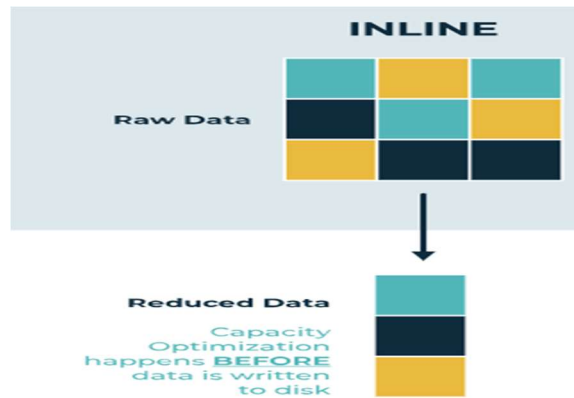 INLINE
Raw Data
Reduced Data
Capacity
Optimization
happens BEFORE
data is written
to disk